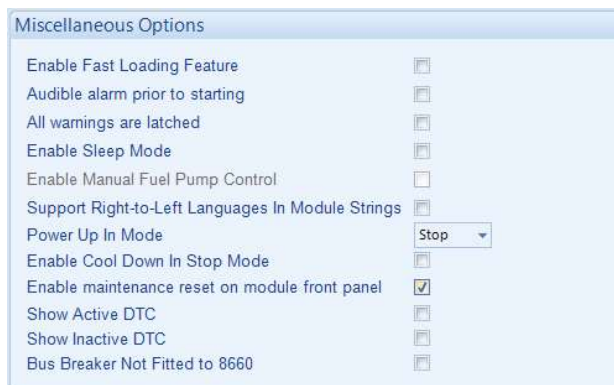 Miscellaneous Options
Enable Fast Loading Feature
Audible alarm prior to starting
All warnings are latched
Enable Sleep Mode
Enable Manual Fuel Pump Control
Support Right-to-Left Languages In Module Strings
Power Up In Mode Stop
Enable Cool Down In Stop Mode
Enable maintenance reset on module front panel
Show Active DTC
Show Inactive DTC
Bus Breaker Not Fitted to 8660